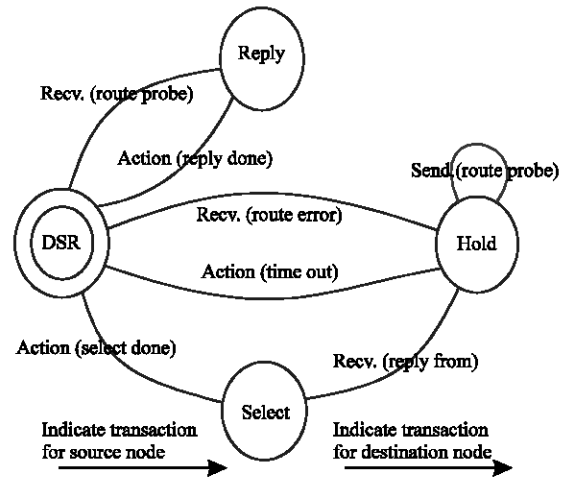 Reply
Recv. (route probe)
Action (reply done)
Send.(route probe)
Recv. (route error)
DSR
Hold
Action (time out)
Action (select done)
Recv. (reply from)
Select
Indicate transaction
for source node
Indicate transaction
for destination node